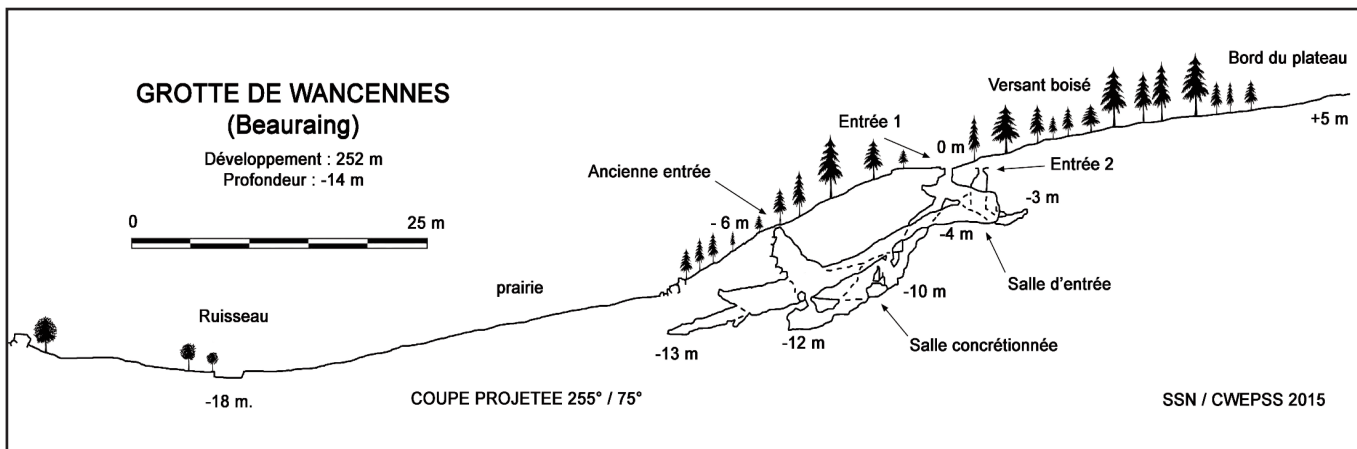 GROTTE DE WANCENNES
(Beauraing)
Développement : 252 m
Profondeur : -14 m
0
25 m
Bord du plateau
Versant boisé
+5 m
Entrée 1
0 m
Entrée 2
Ancienne entrée
- 6 m
-3 m
-4 m
Salle d'entrée
-10 m
prairie
Ruisseau
Salle concrétionnée
-13 m
-12 m
-18 m.
COUPE PROJETEE 255° / 75°
SSN / CWEPSS 2015